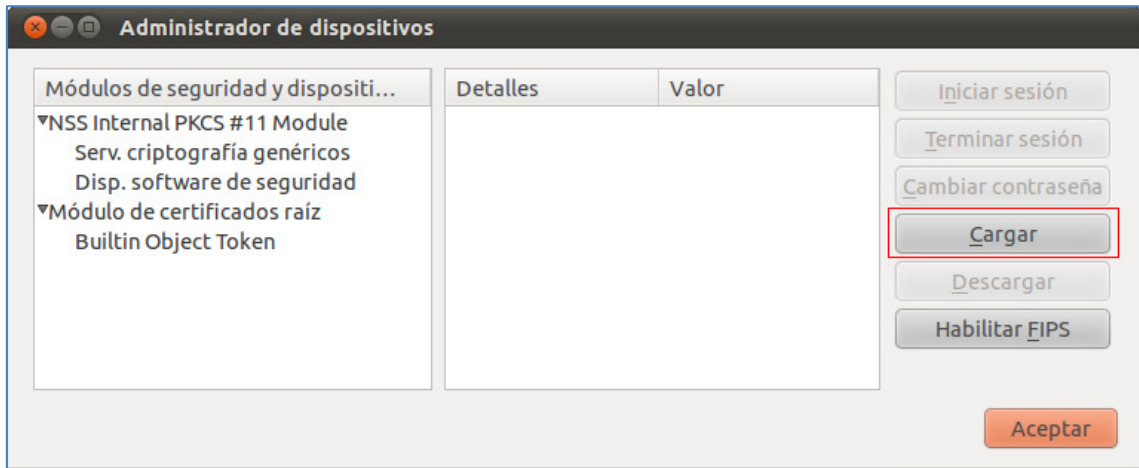 Administrador de dispositivos
Módulos de seguridad y dispositi...
NSS Internal PKCS #11 Module
Serv. criptografía genéricos
Disp. software de seguridad
Módulo de certificados raíz
Builtin Object Token
Detalles Valor
Iniciar sesión
Terminar sesión
Cambiar contraseña
Cargar
Descargar
Habilitar FIPS
Aceptar